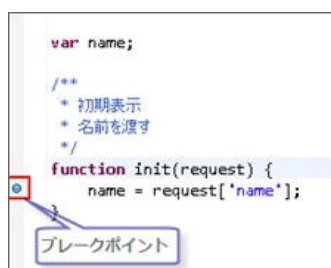 var name;
/**
 * 初期表示
 * 名前を渡す
 */
function init(request) {
    name = request['name'];
}
ブレークポイント